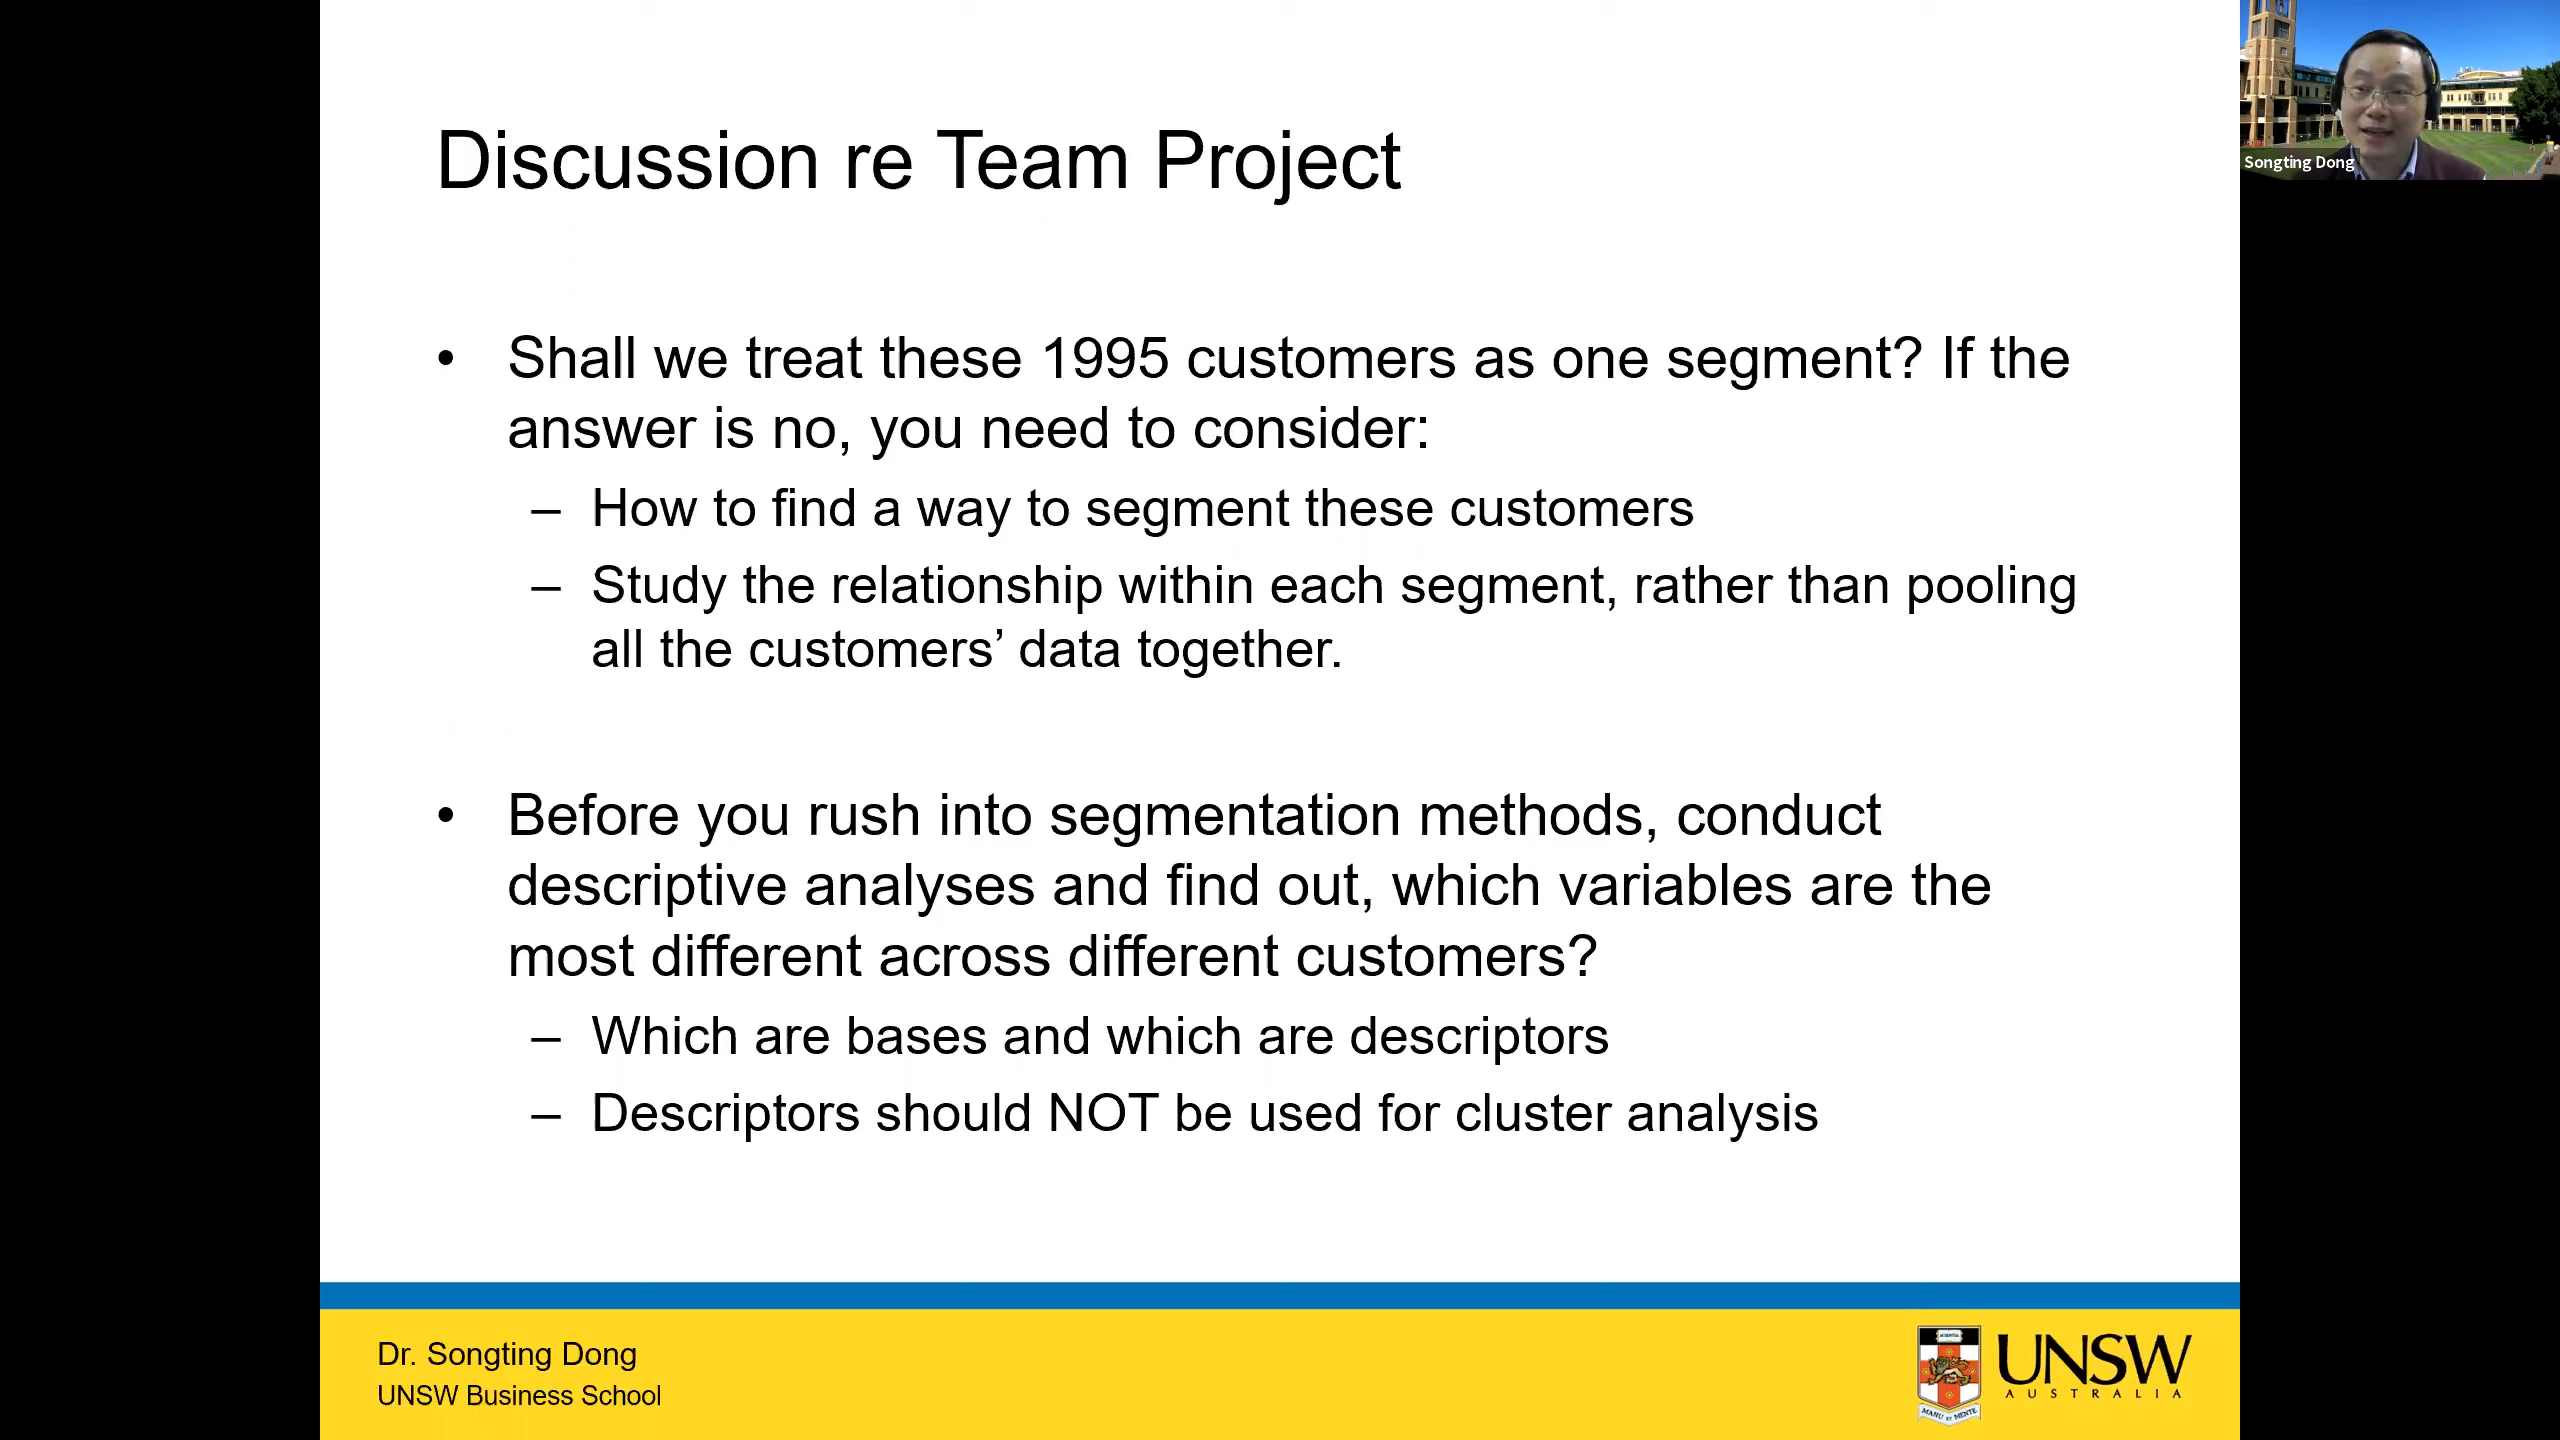 Discussion re Team Project
Songting Dong
• Shall we treat these 1995 customers as one segment? If the
answer is no, you need to consider:
– How to find a way to segment these customers
– Study the relationship within each segment, rather than pooling
all the customers’ data together.
• Before you rush into segmentation methods, conduct
descriptive analyses and find out, which variables are the
most different across different customers?
– Which are bases and which are descriptors
– Descriptors should NOT be used for cluster analysis
Dr. Songting Dong
UNSW Business School
UNSW
AUSTRALIA
MANU ET MENTE